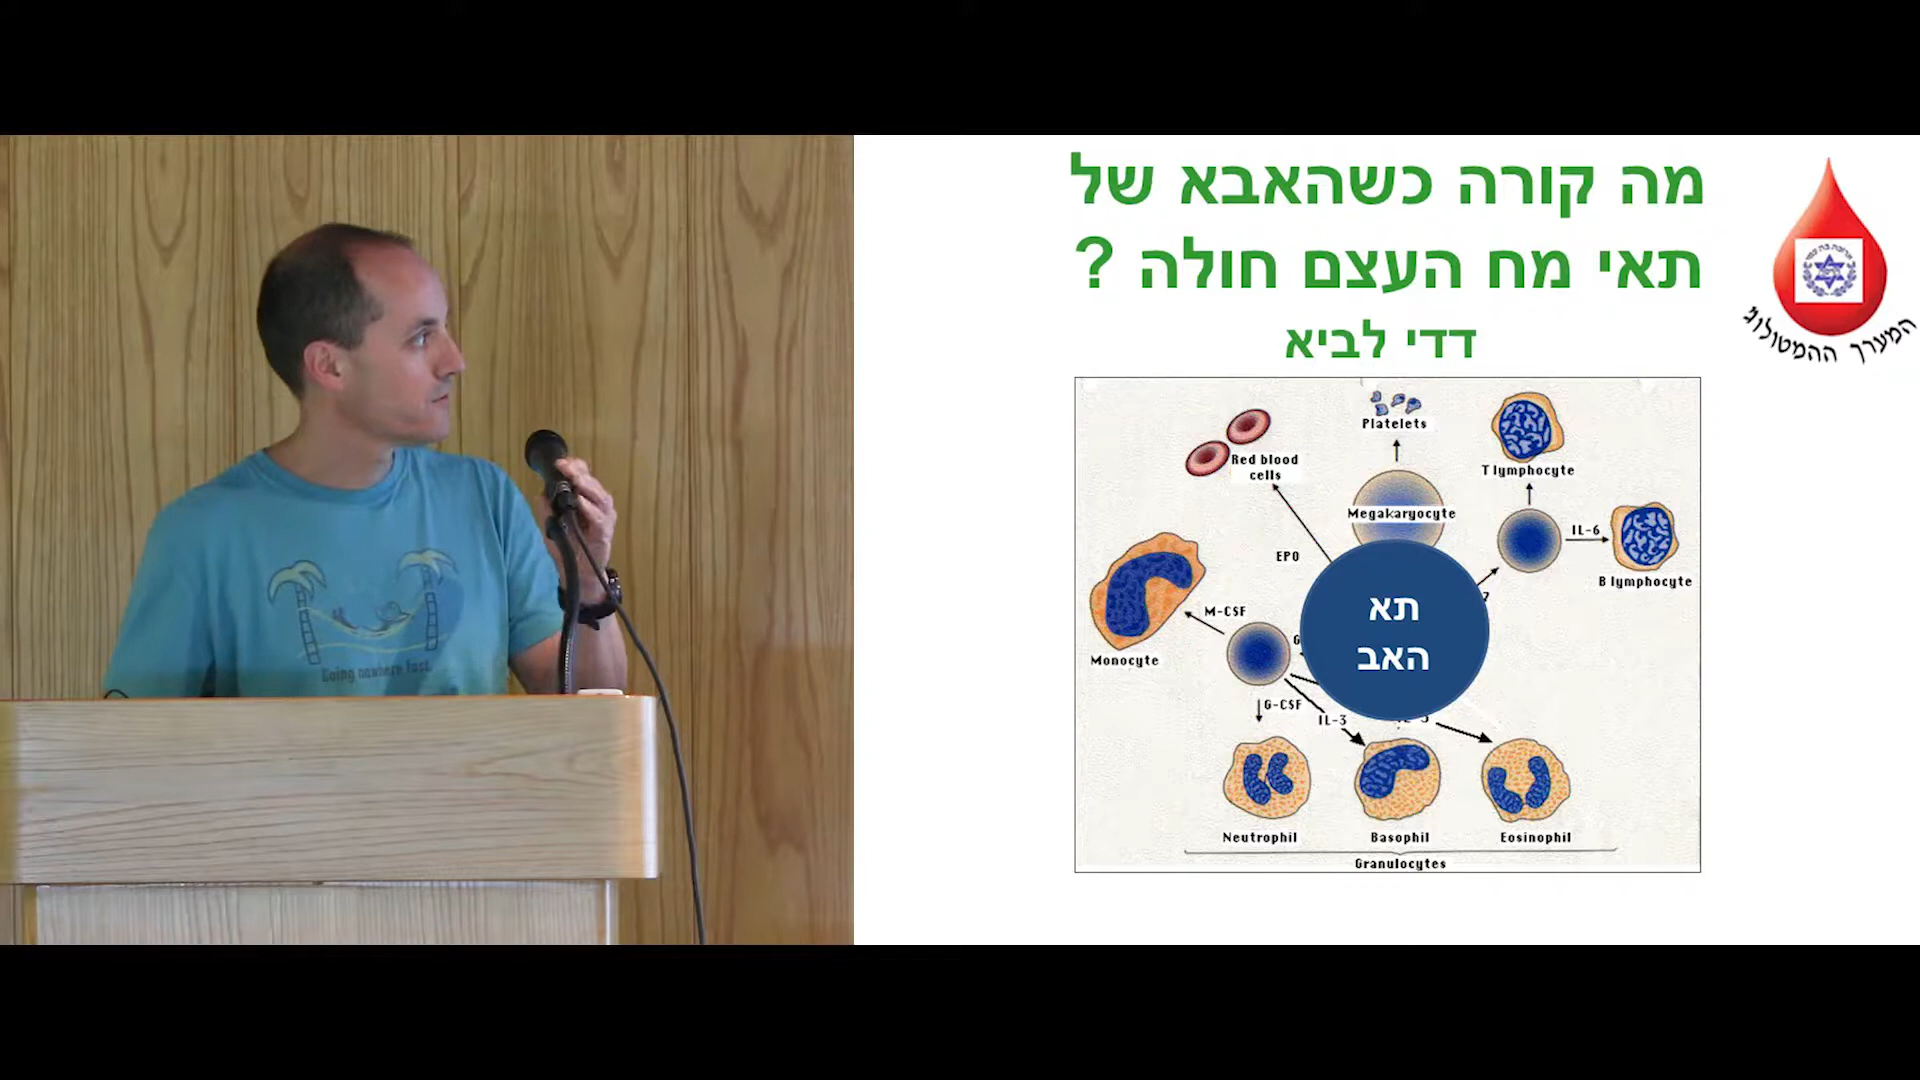 מה קורה כשהאבא של
תאי מח העצם חולה ?
דדי לביא
המערך ההמטולוגי
Platelets
Red blood
cells
T lymphocyte
Megakaryocyte
IL-6
EPO
B lymphocyte
?
תא
האב
M-CSF
G
Monocyte
G-CSF
IL-3
Neutrophil
Basophil
Eosinophil
Granulocytes
Going nowhere fast.